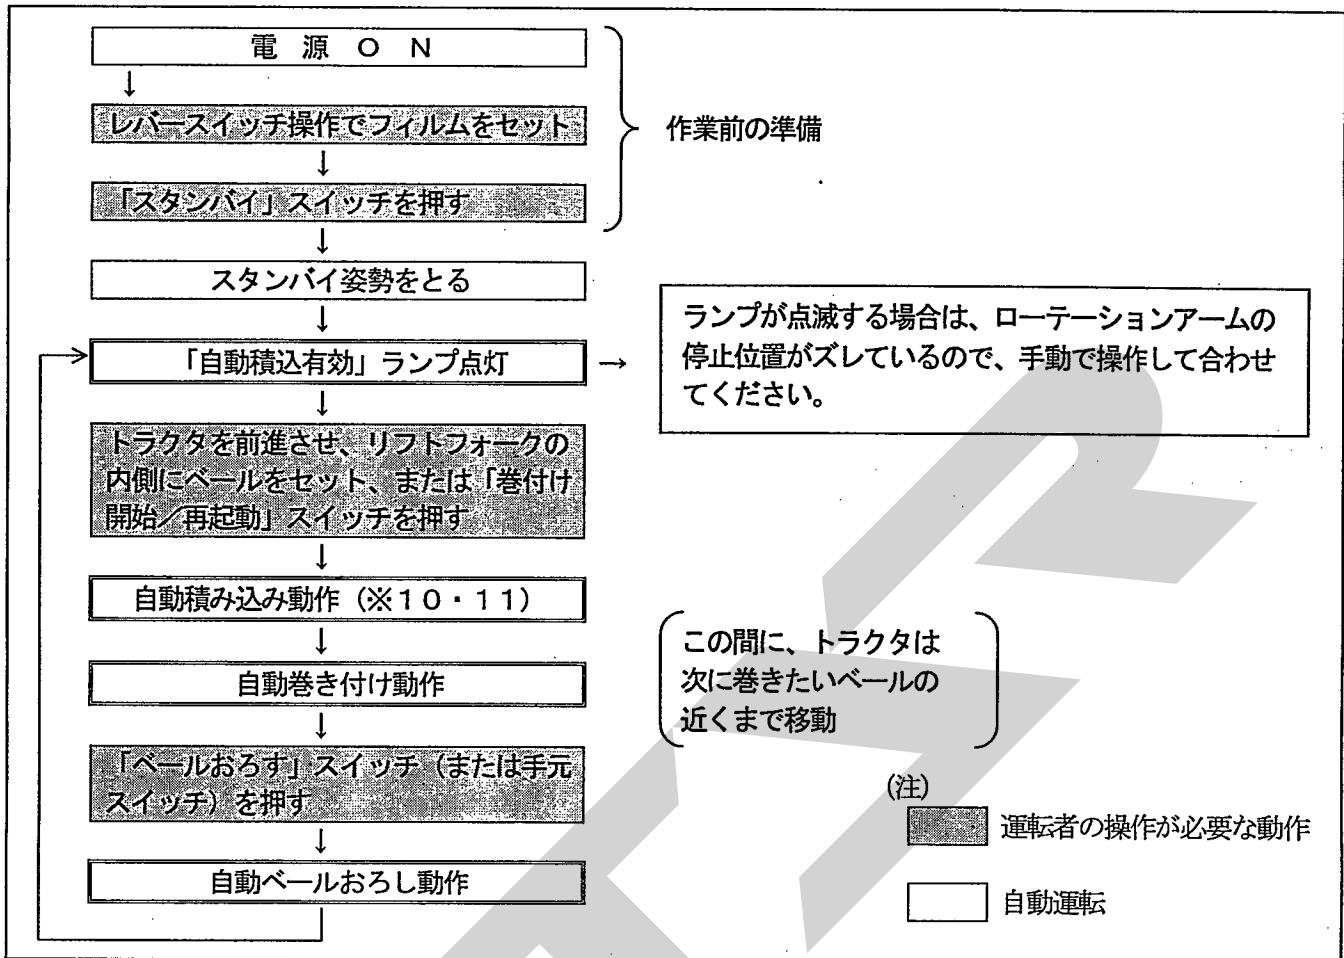 電 源 Ｏ Ｎ
↓
レバースイッチ操作でフィルムをセット
↓
「スタンバイ」スイッチを押す
作業前の準備
↓
スタンバイ姿勢をとる
↓
「自動積込有効」ランプ点灯
→
ランプが点滅する場合は、ローテーションアームの
停止位置がズレているので、手動で操作して合わせ
てください。
↓
トラクタを前進させ、リフトフォークの
内側にベールをセット、または「巻付け
開始／再起動」スイッチを押す
↓
自動積み込み動作（※１０・１１）
↓
自動巻き付け動作
この間に、トラクタは
次に巻きたいベールの
近くまで移動
↓
「ベールおろす」スイッチ（または手元
スイッチ）を押す
↓
自動ベールおろし動作
(注)
運転者の操作が必要な動作
自動運転